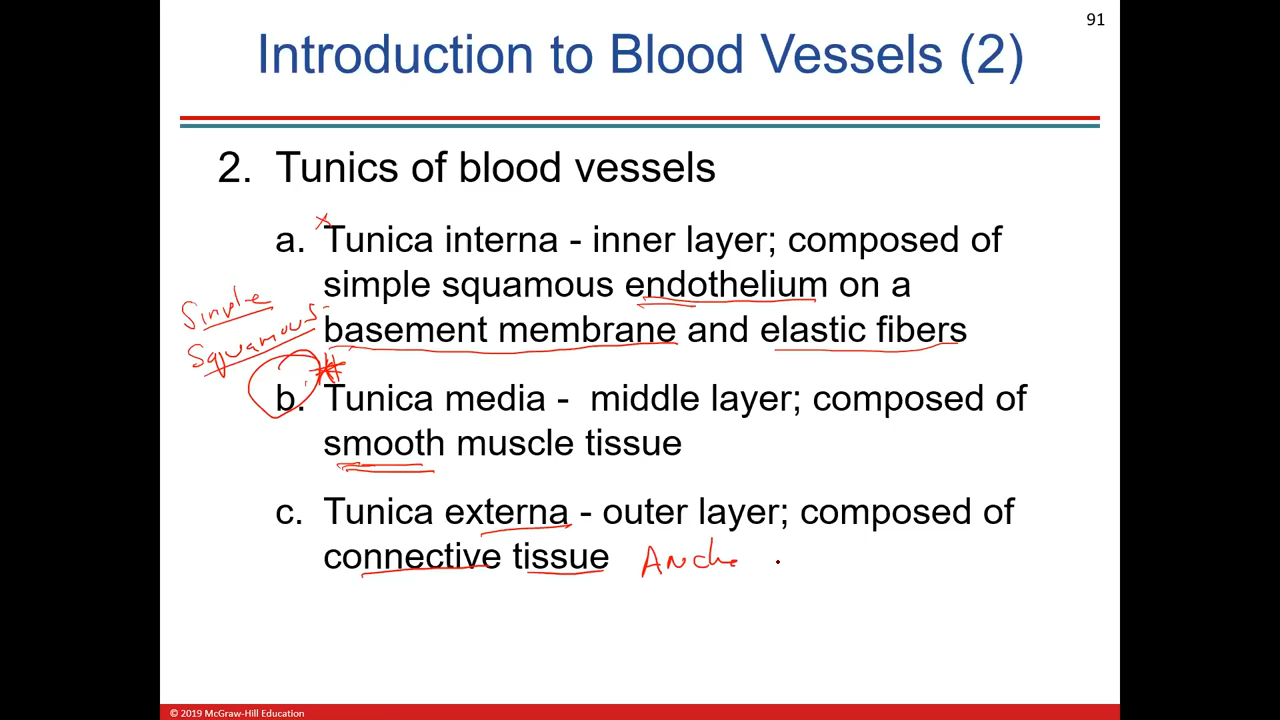 91
Introduction to Blood Vessels (2)
2. Tunics of blood vessels
a. Tunica interna - inner layer; composed of
simple squamous endothelium on a
basement membrane and elastic fibers
Simple
Squamous
b. Tunica media - middle layer; composed of
smooth muscle tissue
c. Tunica externa - outer layer; composed of
connective tissue
© 2019 McGraw-Hill Education